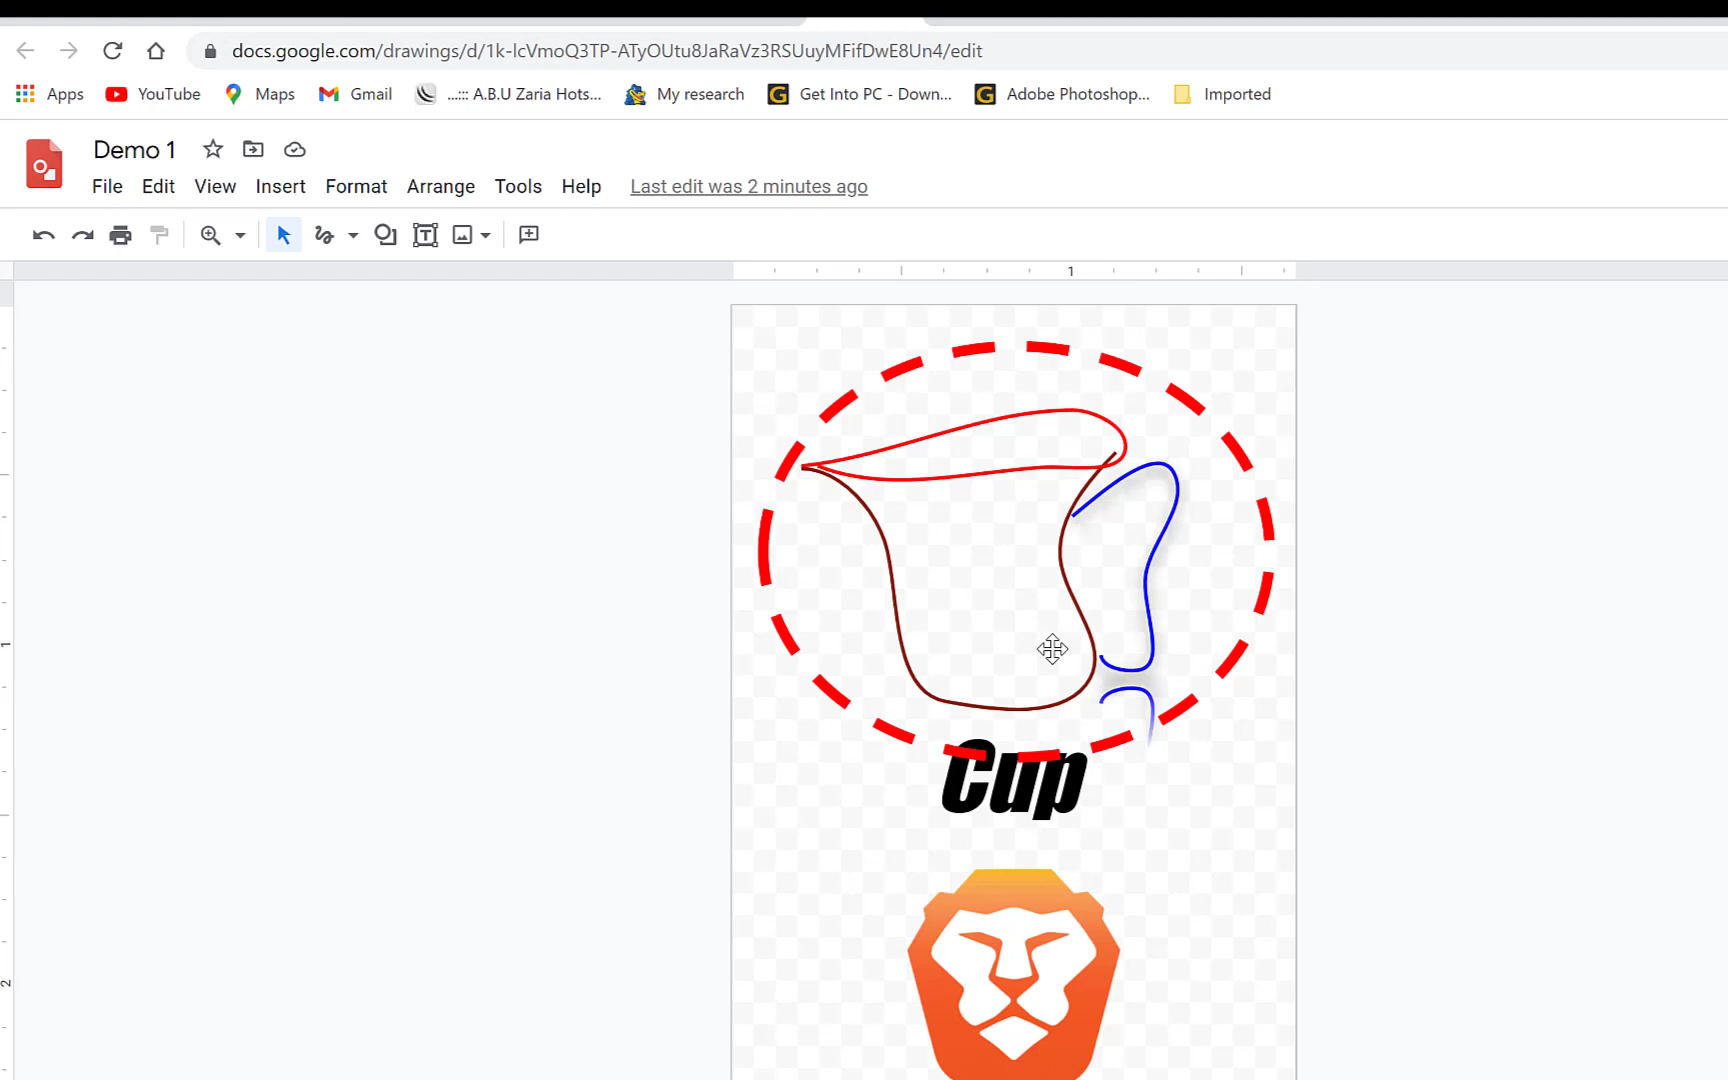 docs.google.com/drawings/d/1k-lcVmoQ3TP-ATyOUtu8JaRaVz3RSUuyMFifDwE8Un4/edit
Apps YouTube Maps Gmail ...::: A.B.U Zaria Hots... My research Get Into PC - Down... Adobe Photoshop... Imported
Demo 1
File Edit View Insert Format Arrange Tools Help Last edit was 2 minutes ago
1
Cup
1
2